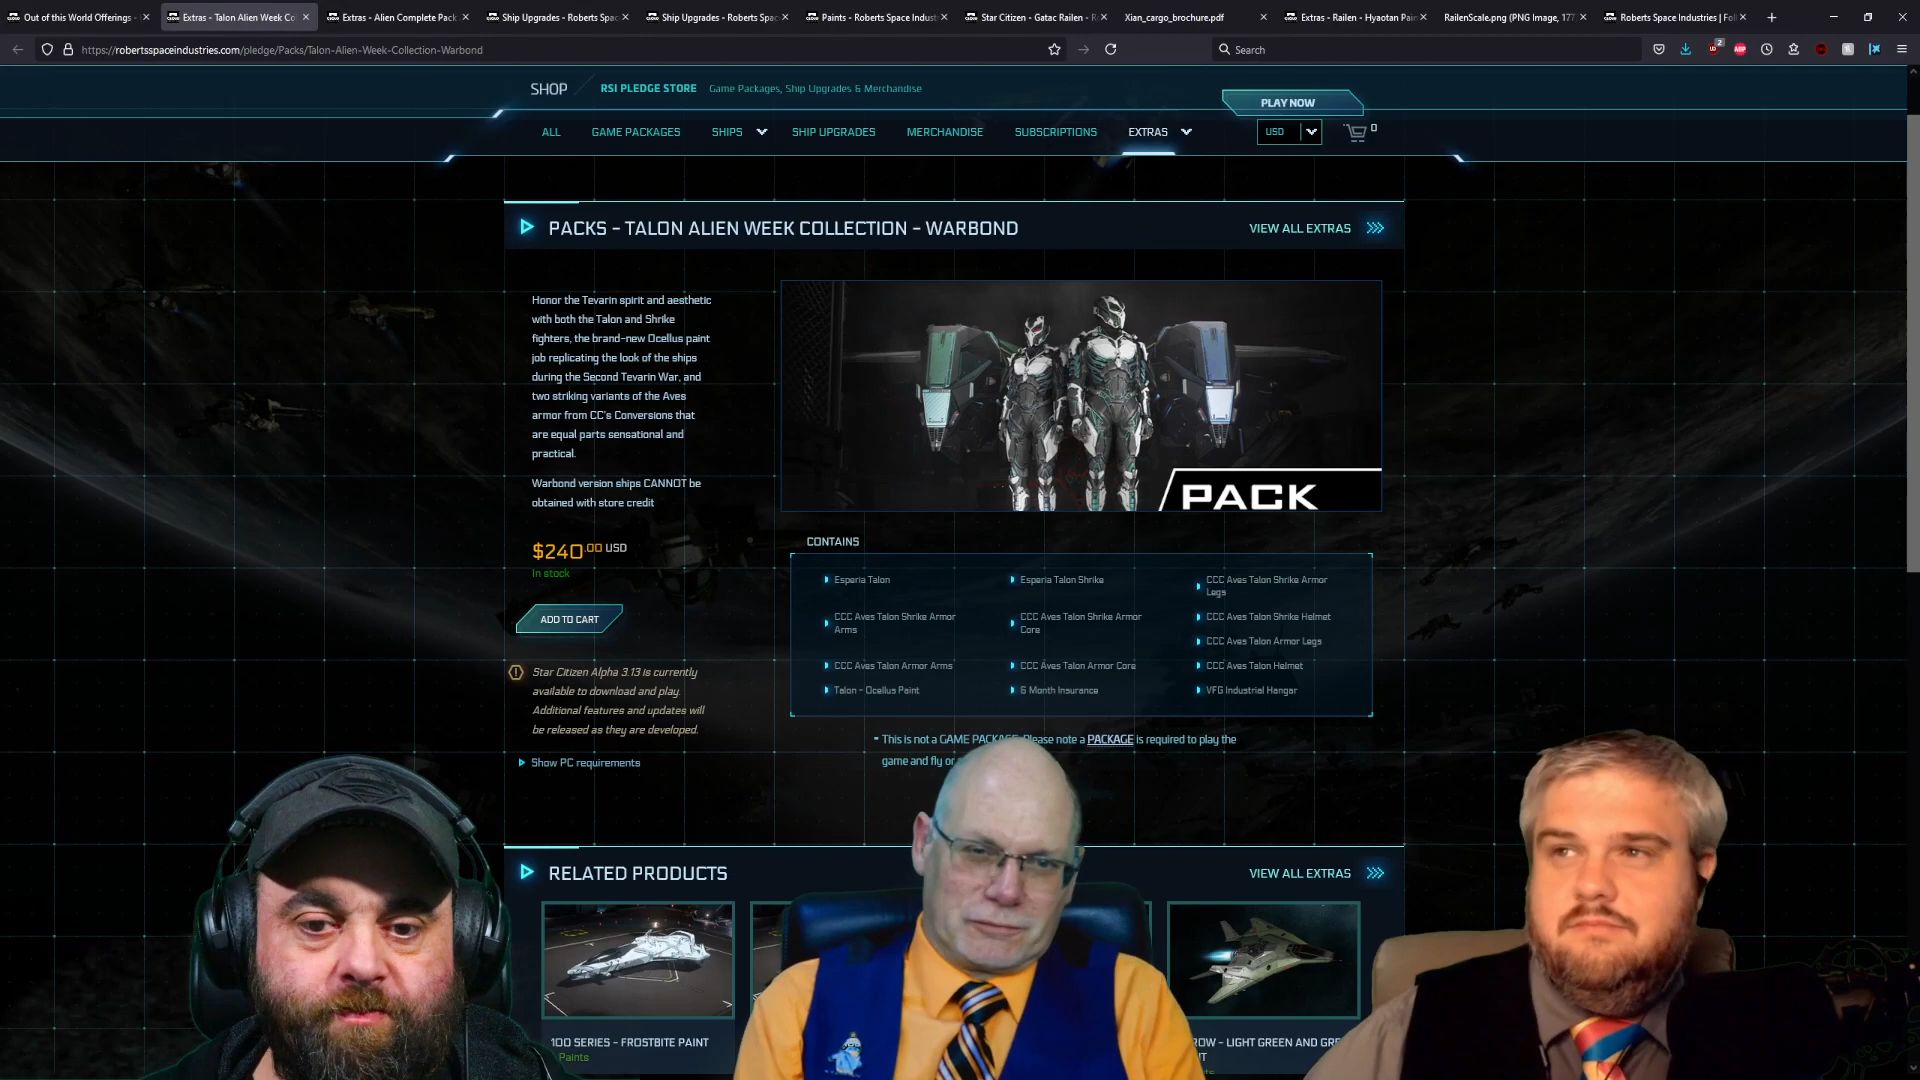 Out of this World Offerings -
Extras - Talon Alien Week Co
Extras - Alien Complete Pack
Ship Upgrades - Roberts Spac
Ship Upgrades - Roberts Spac
Paints - Roberts Space Indust
Star Citizen - Gatac Railen - R
Xian_cargo_brochure.pdf
Extras - Railen - Hyaotan Pain
RailenScale.png (PNG Image, 177
Roberts Space Industries | Fol
https://robertsspaceindustries.com/pledge/Packs/Talon-Alien-Week-Collection-Warbond
Search
2
SHOP
RSI PLEDGE STORE
Game Packages, Ship Upgrades & Merchandise
PLAY NOW
ALL
GAME PACKAGES
SHIPS
SHIP UPGRADES
MERCHANDISE
SUBSCRIPTIONS
EXTRAS
USD
0
PACKS - TALON ALIEN WEEK COLLECTION - WARBOND
VIEW ALL EXTRAS
Honor the Tevarin spirit and aesthetic
with both the Talon and Shrike
fighters, the brand-new Ocellus paint
job replicating the look of the ships
during the Second Tevarin War, and
two striking variants of the Aves
armor from CC's Conversions that
are equal parts sensational and
practical.
Warbond version ships CANNOT be
obtained with store credit
PACK
$240.00 USD
In stock
ADD TO CART
Star Citizen Alpha 3.13 is currently
available to download and play.
Additional features and updates will
be released as they are developed.
Show PC requirements
CONTAINS
Esperia Talon
Esperia Talon Shrike
CCC Aves Talon Shrike Armor
Legs
CCC Aves Talon Shrike Armor
Arms
CCC Aves Talon Shrike Armor
Core
CCC Aves Talon Shrike Helmet
CCC Aves Talon Armor Legs
CCC Aves Talon Armor Arms
CCC Aves Talon Armor Core
CCC Aves Talon Helmet
Talon - Ocellus Paint
6 Month Insurance
VFG Industrial Hangar
- This is not a GAME PACKAGE. Please note a PACKAGE is required to play the
game and fly or
RELATED PRODUCTS
VIEW ALL EXTRAS
100 SERIES - FROSTBITE PAINT
Paints
ROW - LIGHT GREEN AND GRE